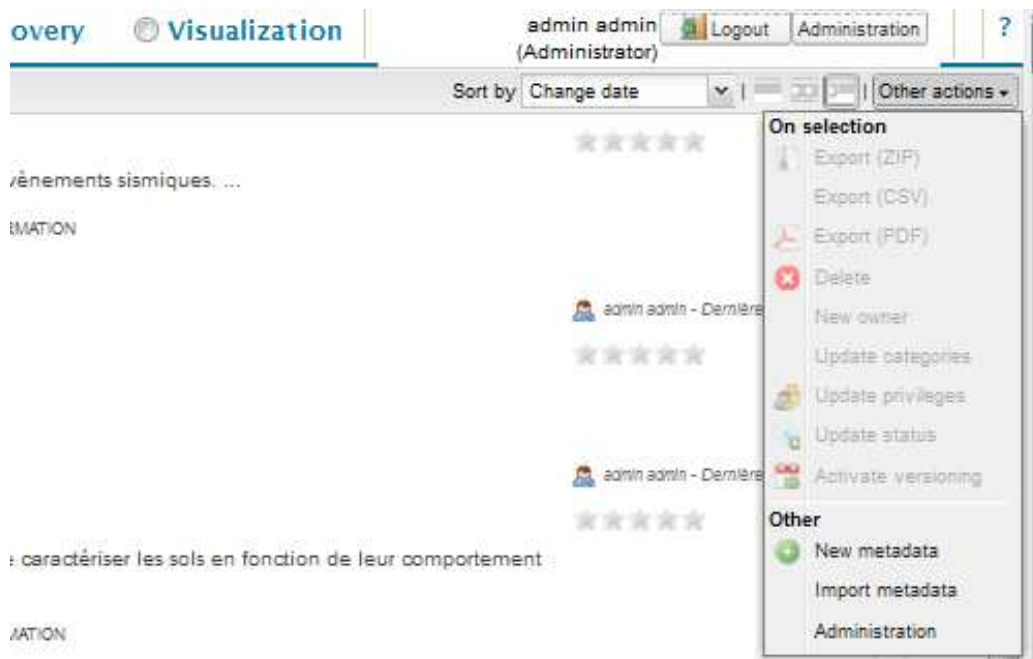 overy Visualization admin admin Logout Administration ?
(Administrator)
Sort by Change date | | Other actions
On selection
Export (ZIP)
vènements sismiques. ...
Export (CSV)
RMATION
Export (PDF)
Delete
admin admin - Dernière
New owner
Update categories
Update privileges
Update status
admin admin - Dernière
Activate versioning
Other
New metadata
e caractériser les sols en fonction de leur comportement
Import metadata
Administration
MATION